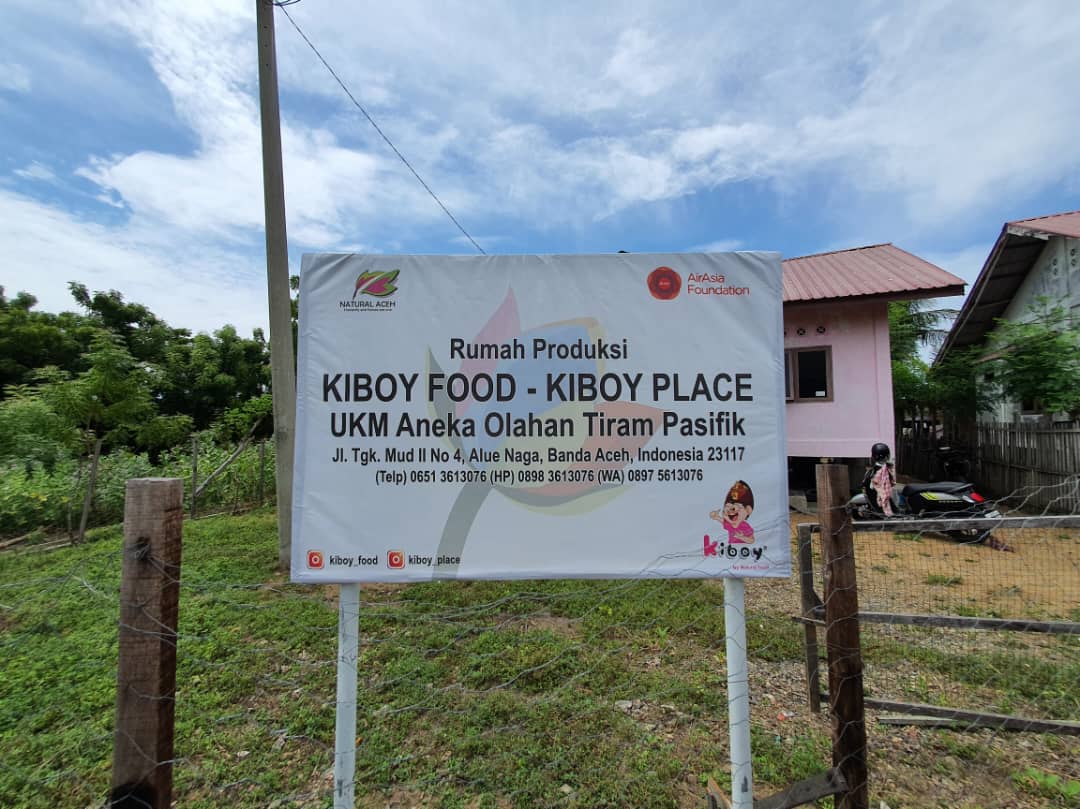 NATURAL ACEH
AirAsia
Foundation
Rumah Produksi
KIBOY FOOD - KIBOY PLACE
UKM Aneka Olahan Tiram Pasifik
Jl. Tgk. Mud II No 4, Alue Naga, Banda Aceh, Indonesia 23117
(Telp) 0651 3613076 (HP) 0898 3613076 (WA) 0897 5613076
kiboy_food
kiboy_place
kiboy